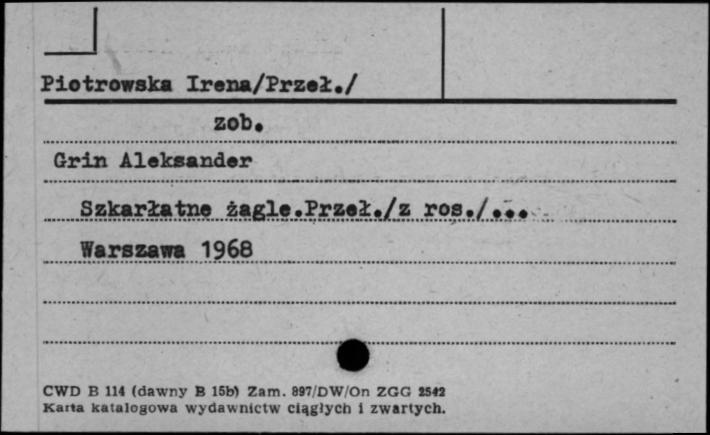 Piotrowska Irena/Przeł./
zob.
Grin Aleksander
Szkarłatne żagle.Przeł./z ros./...
Warszawa 1968
CWD B 114 (dawny B 15b) Zam. 897/DW/On ZGG 2542
Karta katalogowa wydawnictw ciągłych i zwartych.